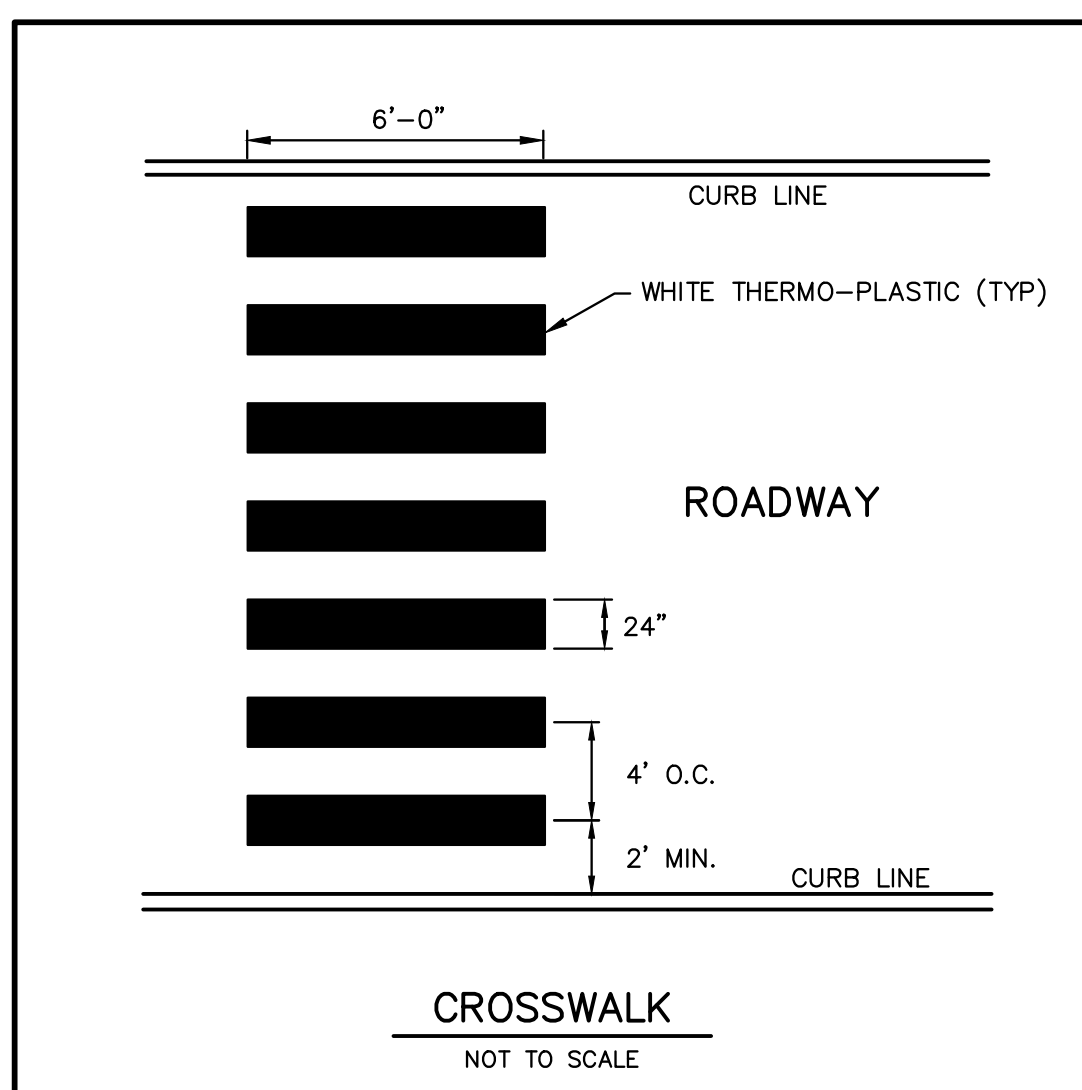 6'-0"
CURB LINE
WHITE THERMO-PLASTIC (TYP)
ROADWAY
24"
4' O.C.
2' MIN.
CURB LINE
CROSSWALK
NOT TO SCALE